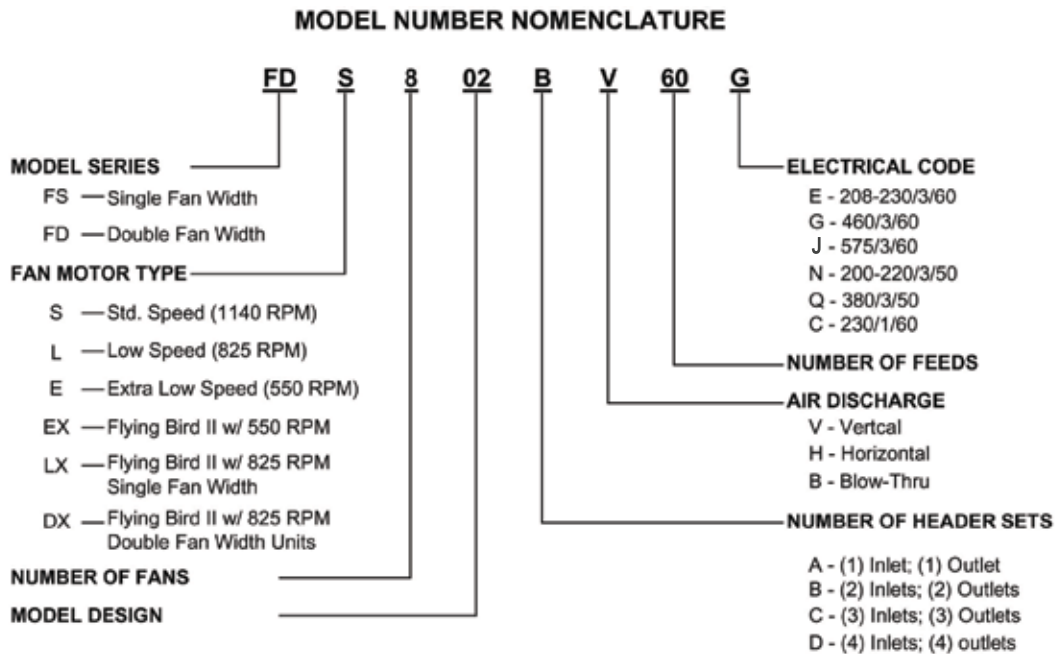 MODEL NUMBER NOMENCLATURE
FD S 8 02 B V 60 G
MODEL SERIES
FS — Single Fan Width
FD — Double Fan Width
FAN MOTOR TYPE
S — Std. Speed (1140 RPM)
L — Low Speed (825 RPM)
E — Extra Low Speed (550 RPM)
EX — Flying Bird II w/ 550 RPM
LX — Flying Bird II w/ 825 RPM
Single Fan Width
DX — Flying Bird II w/ 825 RPM
Double Fan Width Units
NUMBER OF FANS
MODEL DESIGN
ELECTRICAL CODE
E - 208-230/3/60
G - 460/3/60
J - 575/3/60
N - 200-220/3/50
Q - 380/3/50
C - 230/1/60
NUMBER OF FEEDS
AIR DISCHARGE
V - Vertcal
H - Horizontal
B - Blow-Thru
NUMBER OF HEADER SETS
A - (1) Inlet; (1) Outlet
B - (2) Inlets; (2) Outlets
C - (3) Inlets; (3) Outlets
D - (4) Inlets; (4) outlets